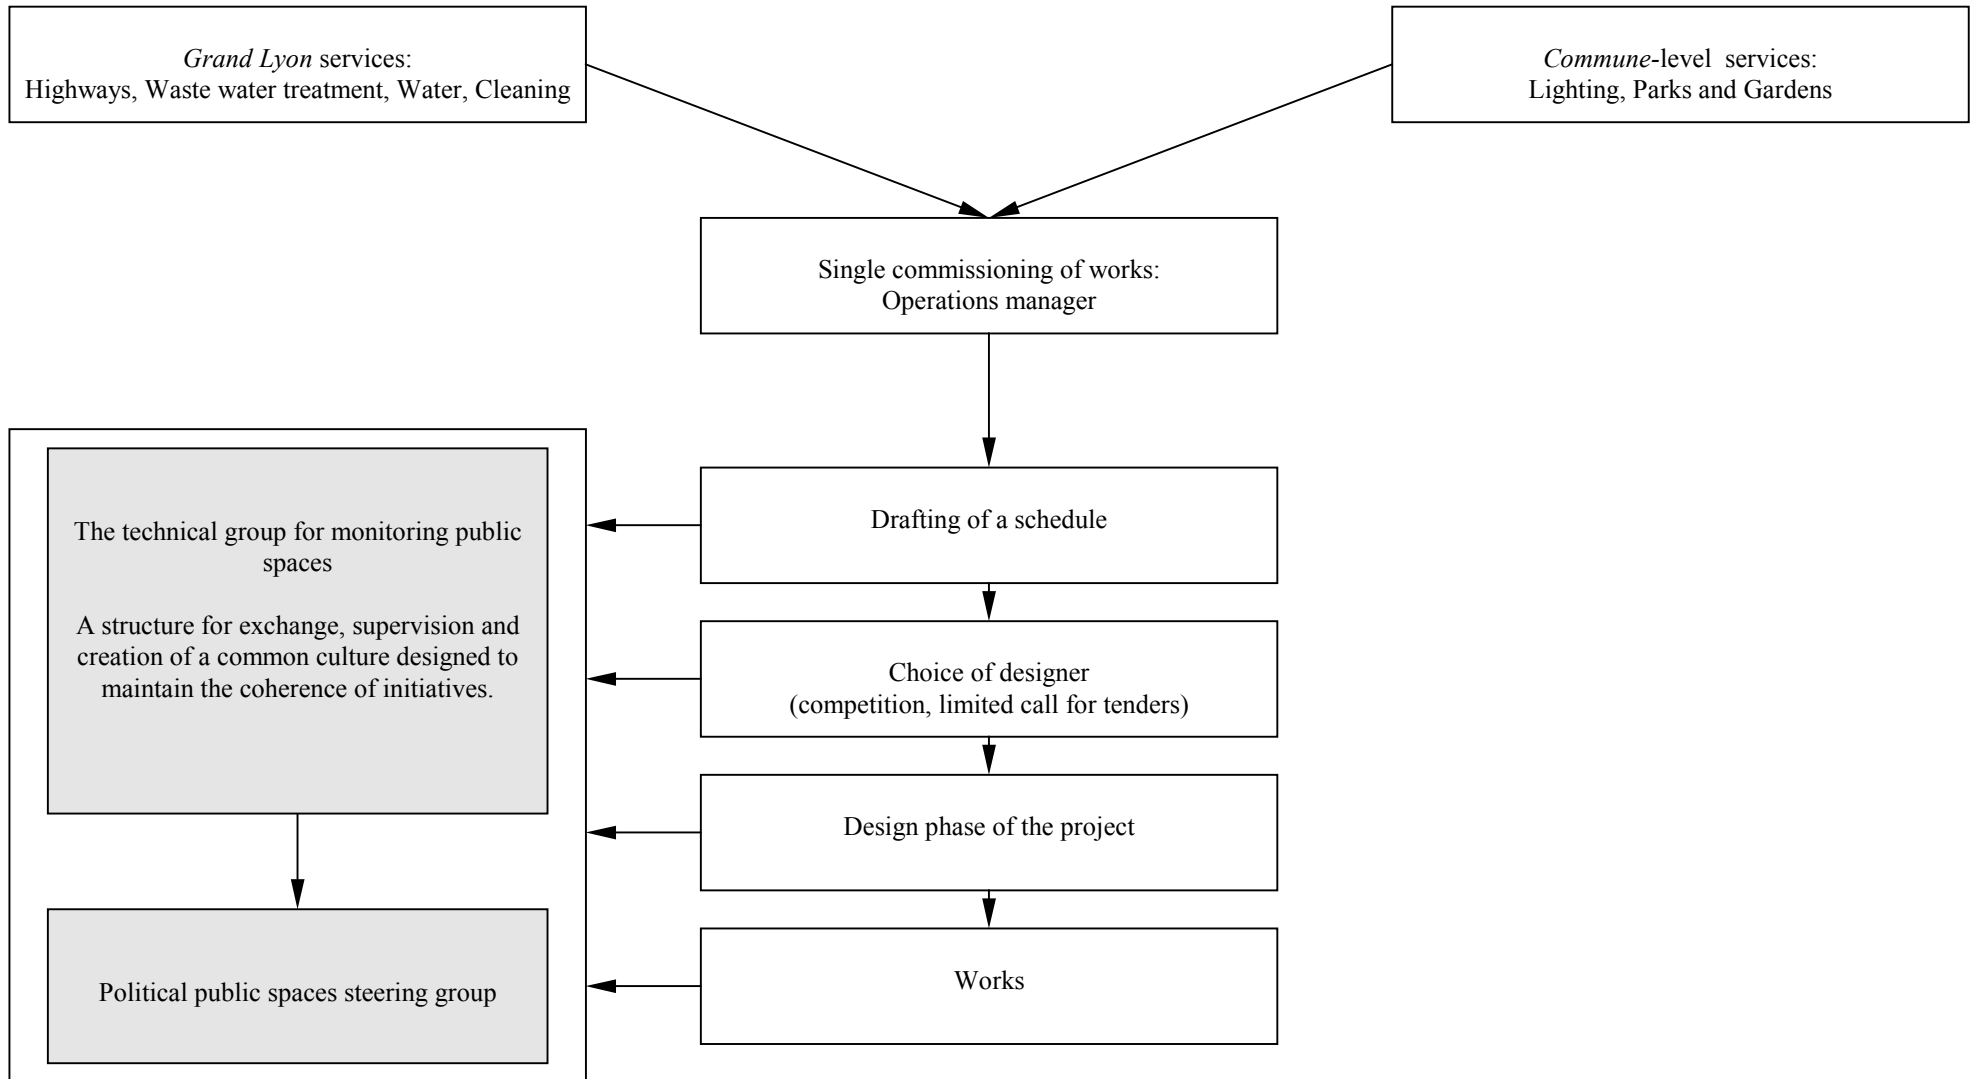 Grand Lyon services:
Highways, Waste water treatment, Water, Cleaning
Commune-level  services:
Lighting, Parks and Gardens
Single commissioning of works:
Operations manager
The technical group for monitoring public
spaces
A structure for exchange, supervision and
creation of a common culture designed to
maintain the coherence of initiatives.
Political public spaces steering group
Drafting of a schedule
Choice of designer
(competition, limited call for tenders)
Design phase of the project
Works